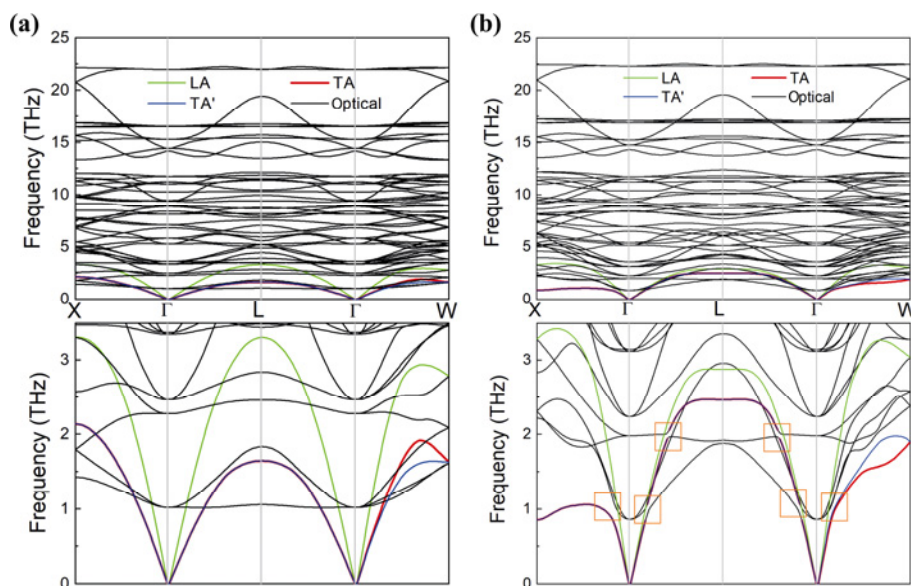 (a)
(b)
25
20
15
10
5
0
Frequency (THz)
LA
TA
TA'
Optical
X
Γ
L
Γ
W
3
2
1
0
Frequency (THz)
25
20
15
10
5
0
Frequency (THz)
LA
TA
TA'
Optical
X
Γ
L
Γ
W
3
2
1
0
Frequency (THz)